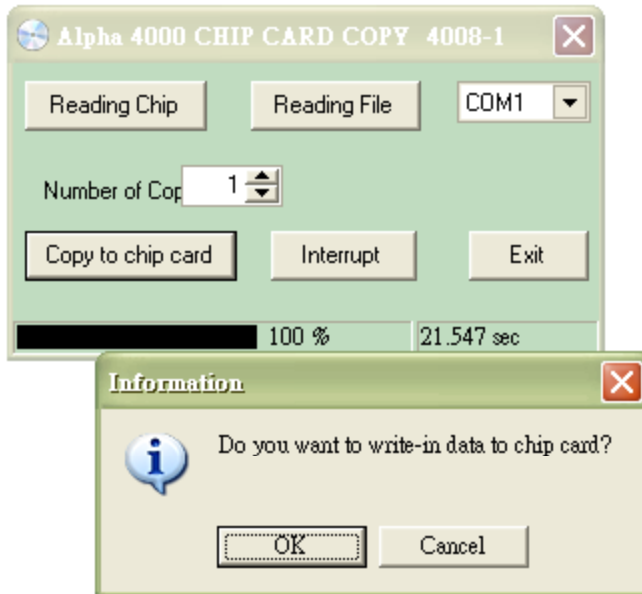 Alpha 4000 CHIP CARD COPY 4008-1
Reading Chip Reading File COM1
Number of Cop 1
Copy to chip card Interrupt Exit
100 % 21.547 sec
Information
Do you want to write-in data to chip card?
OK Cancel